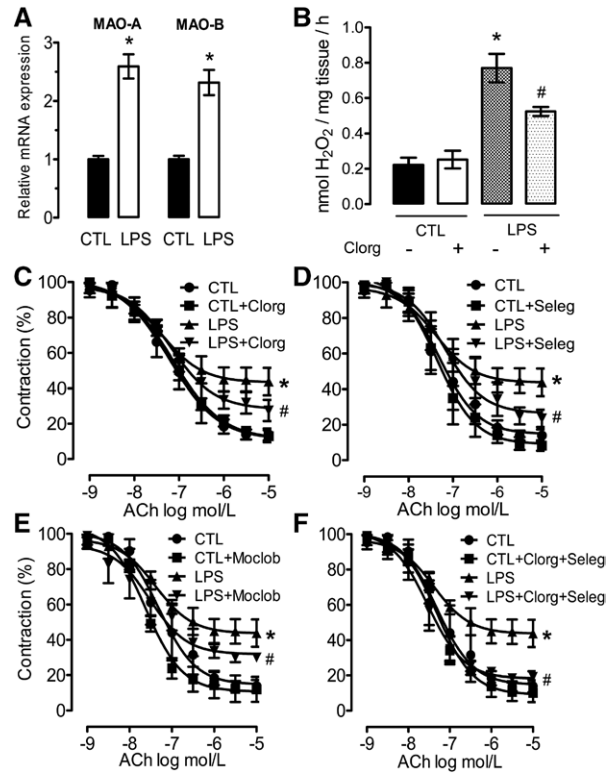 A
MAO-A MAO-B
Relative mRNA expression
3
2
1
0
* *
CTL LPS CTL LPS
B
nmol H2O2 / mg tissue / h
1.0
0.8
0.6
0.4
0.2
0.0
*
#
CTL LPS
Clorg - + - +
C
Contraction (%)
100
80
60
40
20
0
CTL
CTL+Clorg
LPS
LPS+Clorg
*
#
-9 -8 -7 -6 -5
ACh log mol/L
D
100
80
60
40
20
0
CTL
CTL+Seleg
LPS
LPS+Seleg
*
#
-9 -8 -7 -6 -5
ACh log mol/L
E
Contraction (%)
100
80
60
40
20
0
CTL
CTL+Moclob
LPS
LPS+Moclob
*
#
-9 -8 -7 -6 -5
ACh log mol/L
F
100
80
60
40
20
0
CTL
CTL+Clorg+Seleg
LPS
LPS+Clorg+Seleg
*
#
-9 -8 -7 -6 -5
ACh log mol/L